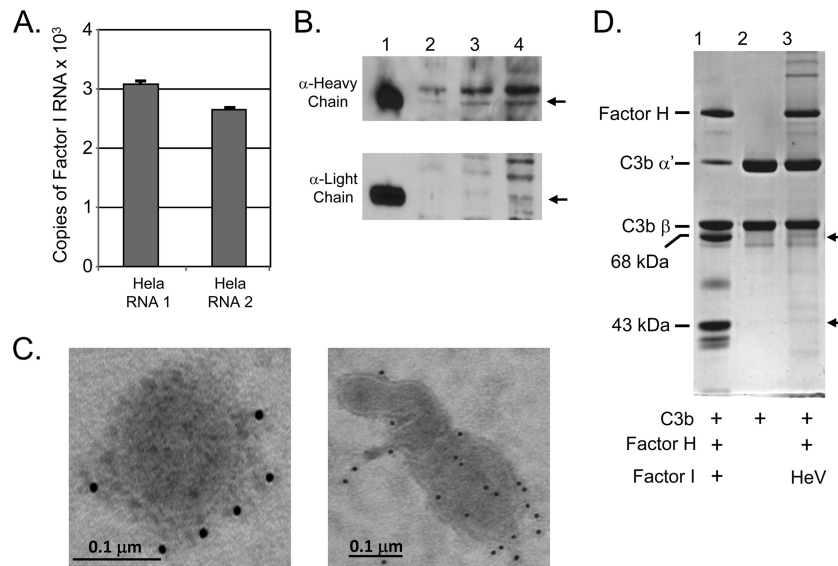 A.
Copies of Factor I RNA x 10³
4
3
2
1
0
Hela
RNA 1
Hela
RNA 2
B.
1 2 3 4
α-Heavy
Chain
α-Light
Chain
C.
0.1 µm
0.1 µm
D.
1 2 3
Factor H
C3b α’
C3b β
68 kDa
43 kDa
C3b + + +
Factor H + +
Factor I + HeV